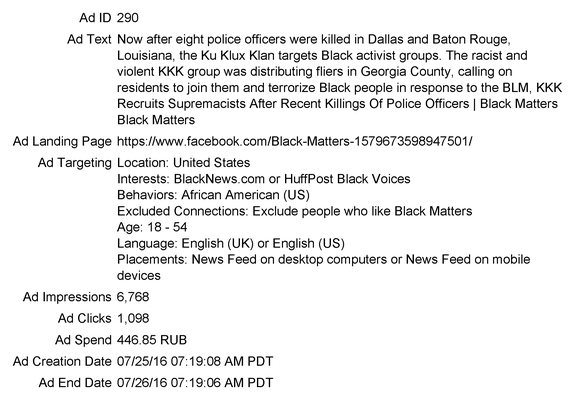 Ad ID 290
Ad Text Now after eight police officers were killed in Dallas and Baton Rouge,
Louisiana, the Ku Klux Klan targets Black activist groups. The racist and
violent KKK group was distributing fliers in Georgia County, calling on
residents to join them and terrorize Black people in response to the BLM, KKK
Recruits Supremacists After Recent Killings Of Police Officers | Black Matters
Black Matters
Ad Landing Page https://www.facebook.com/Black-Matters-1579673598947501/
Ad Targeting Location: United States
Interests: BlackNews.com or HuffPost Black Voices
Behaviors: African American (US)
Excluded Connections: Exclude people who like Black Matters
Age: 18 - 54
Language: English (UK) or English (US)
Placements: News Feed on desktop computers or News Feed on mobile
devices
Ad Impressions 6,768
Ad Clicks 1,098
Ad Spend 446.85 RUB
Ad Creation Date 07/25/16 07:19:08 AM PDT
Ad End Date 07/26/16 07:19:06 AM PDT